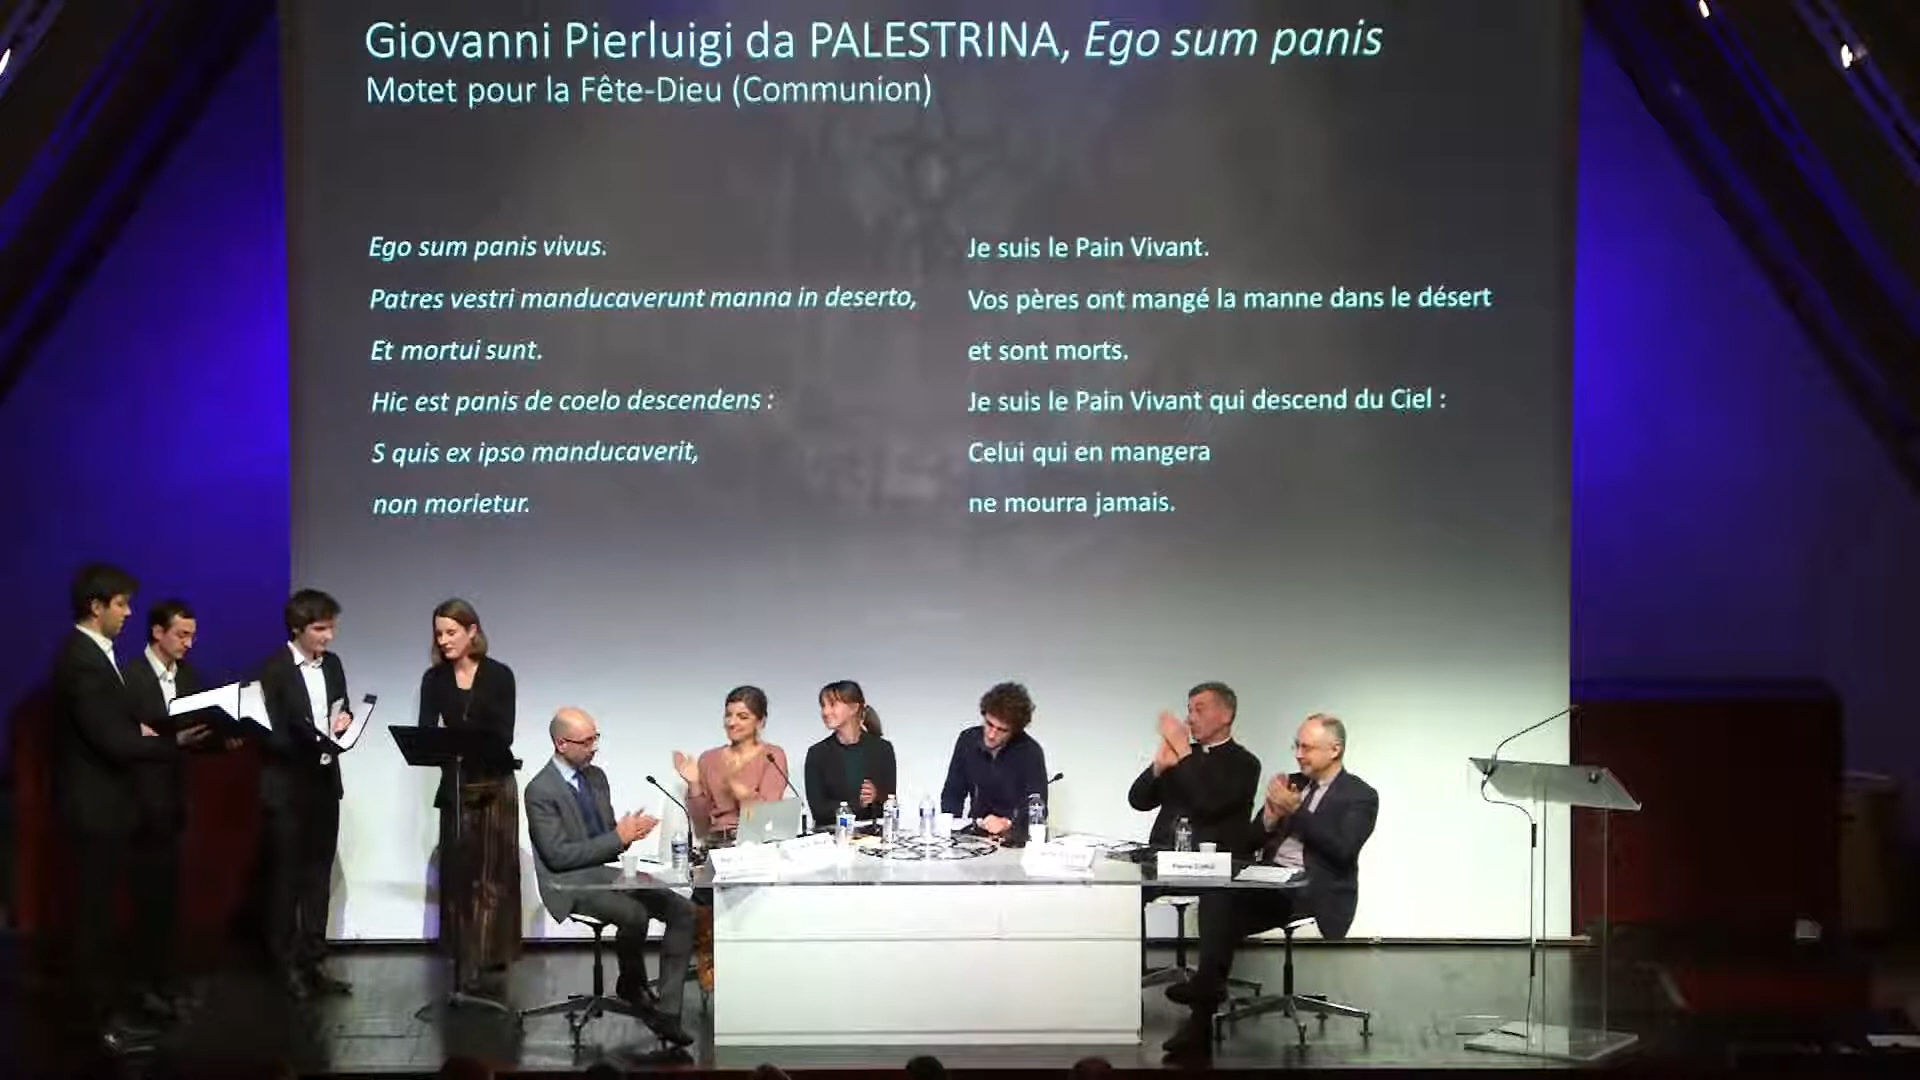 Giovanni Pierluigi da PALESTRINA, Ego sum panis
Motet pour la Fête-Dieu (Communion)
Ego sum panis vivus.
Patres vestri manducaverunt manna in deserto,
Et mortui sunt.
Hic est panis de coelo descendens :
S quis ex ipso manducaverit,
non morietur.
Je suis le Pain Vivant.
Vos pères ont mangé la manne dans le désert
et sont morts.
Je suis le Pain Vivant qui descend du Ciel :
Celui qui en mangera
ne mourra jamais.